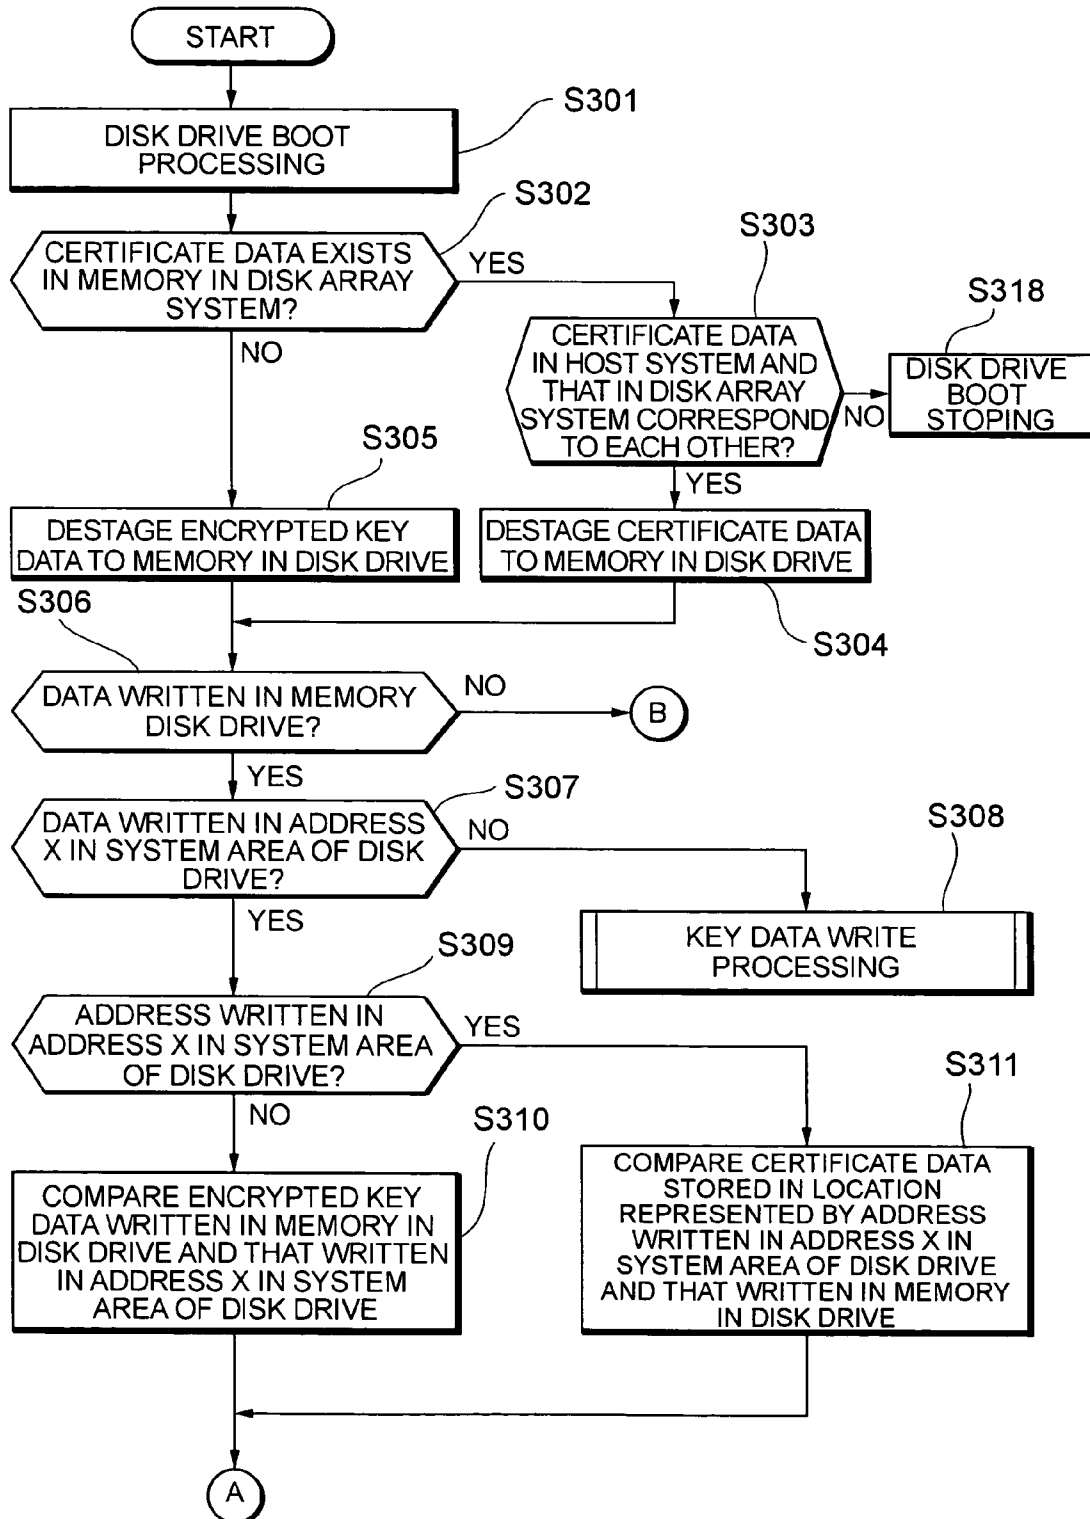 START
S301
DISK DRIVE BOOT
PROCESSING
S302
CERTIFICATE DATA EXISTS
IN MEMORY IN DISK ARRAY
SYSTEM?
YES
NO
S303
CERTIFICATE DATA
IN HOST SYSTEM AND
THAT IN DISK ARRAY
SYSTEM CORRESPOND
TO EACH OTHER?
NO
YES
S318
DISK DRIVE
BOOT
STOPING
S305
DESTAGE ENCRYPTED KEY
DATA TO MEMORY IN DISK DRIVE
DESTAGE CERTIFICATE DATA
TO MEMORY IN DISK DRIVE
S304
S306
DATA WRITTEN IN MEMORY
DISK DRIVE?
NO
B
YES
S307
DATA WRITTEN IN ADDRESS
X IN SYSTEM AREA OF DISK
DRIVE?
NO
YES
S308
KEY DATA WRITE
PROCESSING
S309
ADDRESS WRITTEN IN
ADDRESS X IN SYSTEM AREA
OF DISK DRIVE?
YES
NO
S310
COMPARE ENCRYPTED KEY
DATA WRITTEN IN MEMORY IN
DISK DRIVE AND THAT WRITTEN
IN ADDRESS X IN SYSTEM
AREA OF DISK DRIVE
S311
COMPARE CERTIFICATE DATA
STORED IN LOCATION
REPRESENTED BY ADDRESS
WRITTEN IN ADDRESS X IN
SYSTEM AREA OF DISK DRIVE
AND THAT WRITTEN IN MEMORY
IN DISK DRIVE
A